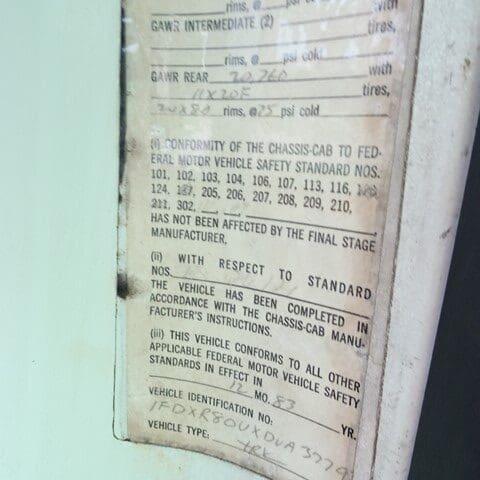 rims, @ psi cold with
GAWR INTERMEDIATE (2) tires,
rims, @ psi cold
GAWR REAR 20,260 with
11X20F tires,
20X80 rims, @ 75 psi cold
(i) CONFORMITY OF THE CHASSIS-CAB TO FED-
ERAL MOTOR VEHICLE SAFETY STANDARD NOS.
101, 102, 103, 104, 106, 107, 113, 116,
124, 205, 206, 207, 208, 209, 210,
211, 302,
HAS NOT BEEN AFFECTED BY THE FINAL STAGE
MANUFACTURER,
(ii) WITH RESPECT TO STANDARD
NOS.
THE VEHICLE HAS BEEN COMPLETED IN
ACCORDANCE WITH THE CHASSIS-CAB MANU-
FACTURER'S INSTRUCTIONS.
(iii) THIS VEHICLE CONFORMS TO ALL OTHER
APPLICABLE FEDERAL MOTOR VEHICLE SAFETY
STANDARDS IN EFFECT IN
12 MO. 83 YR.
VEHICLE IDENTIFICATION NO:
1FDXR80UXDVA3779
VEHICLE TYPE: TRK